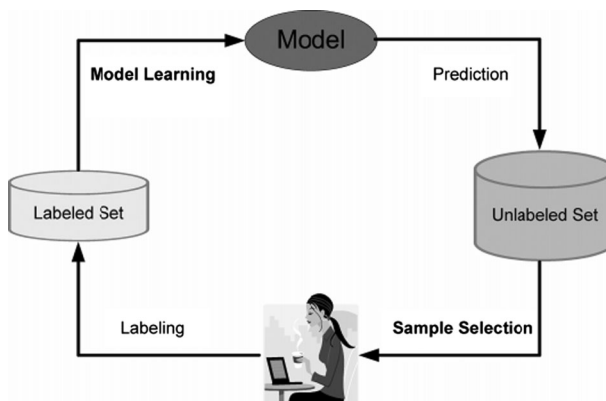 Model
Model Learning
Prediction
Labeled Set
Unlabeled Set
Labeling
Sample Selection